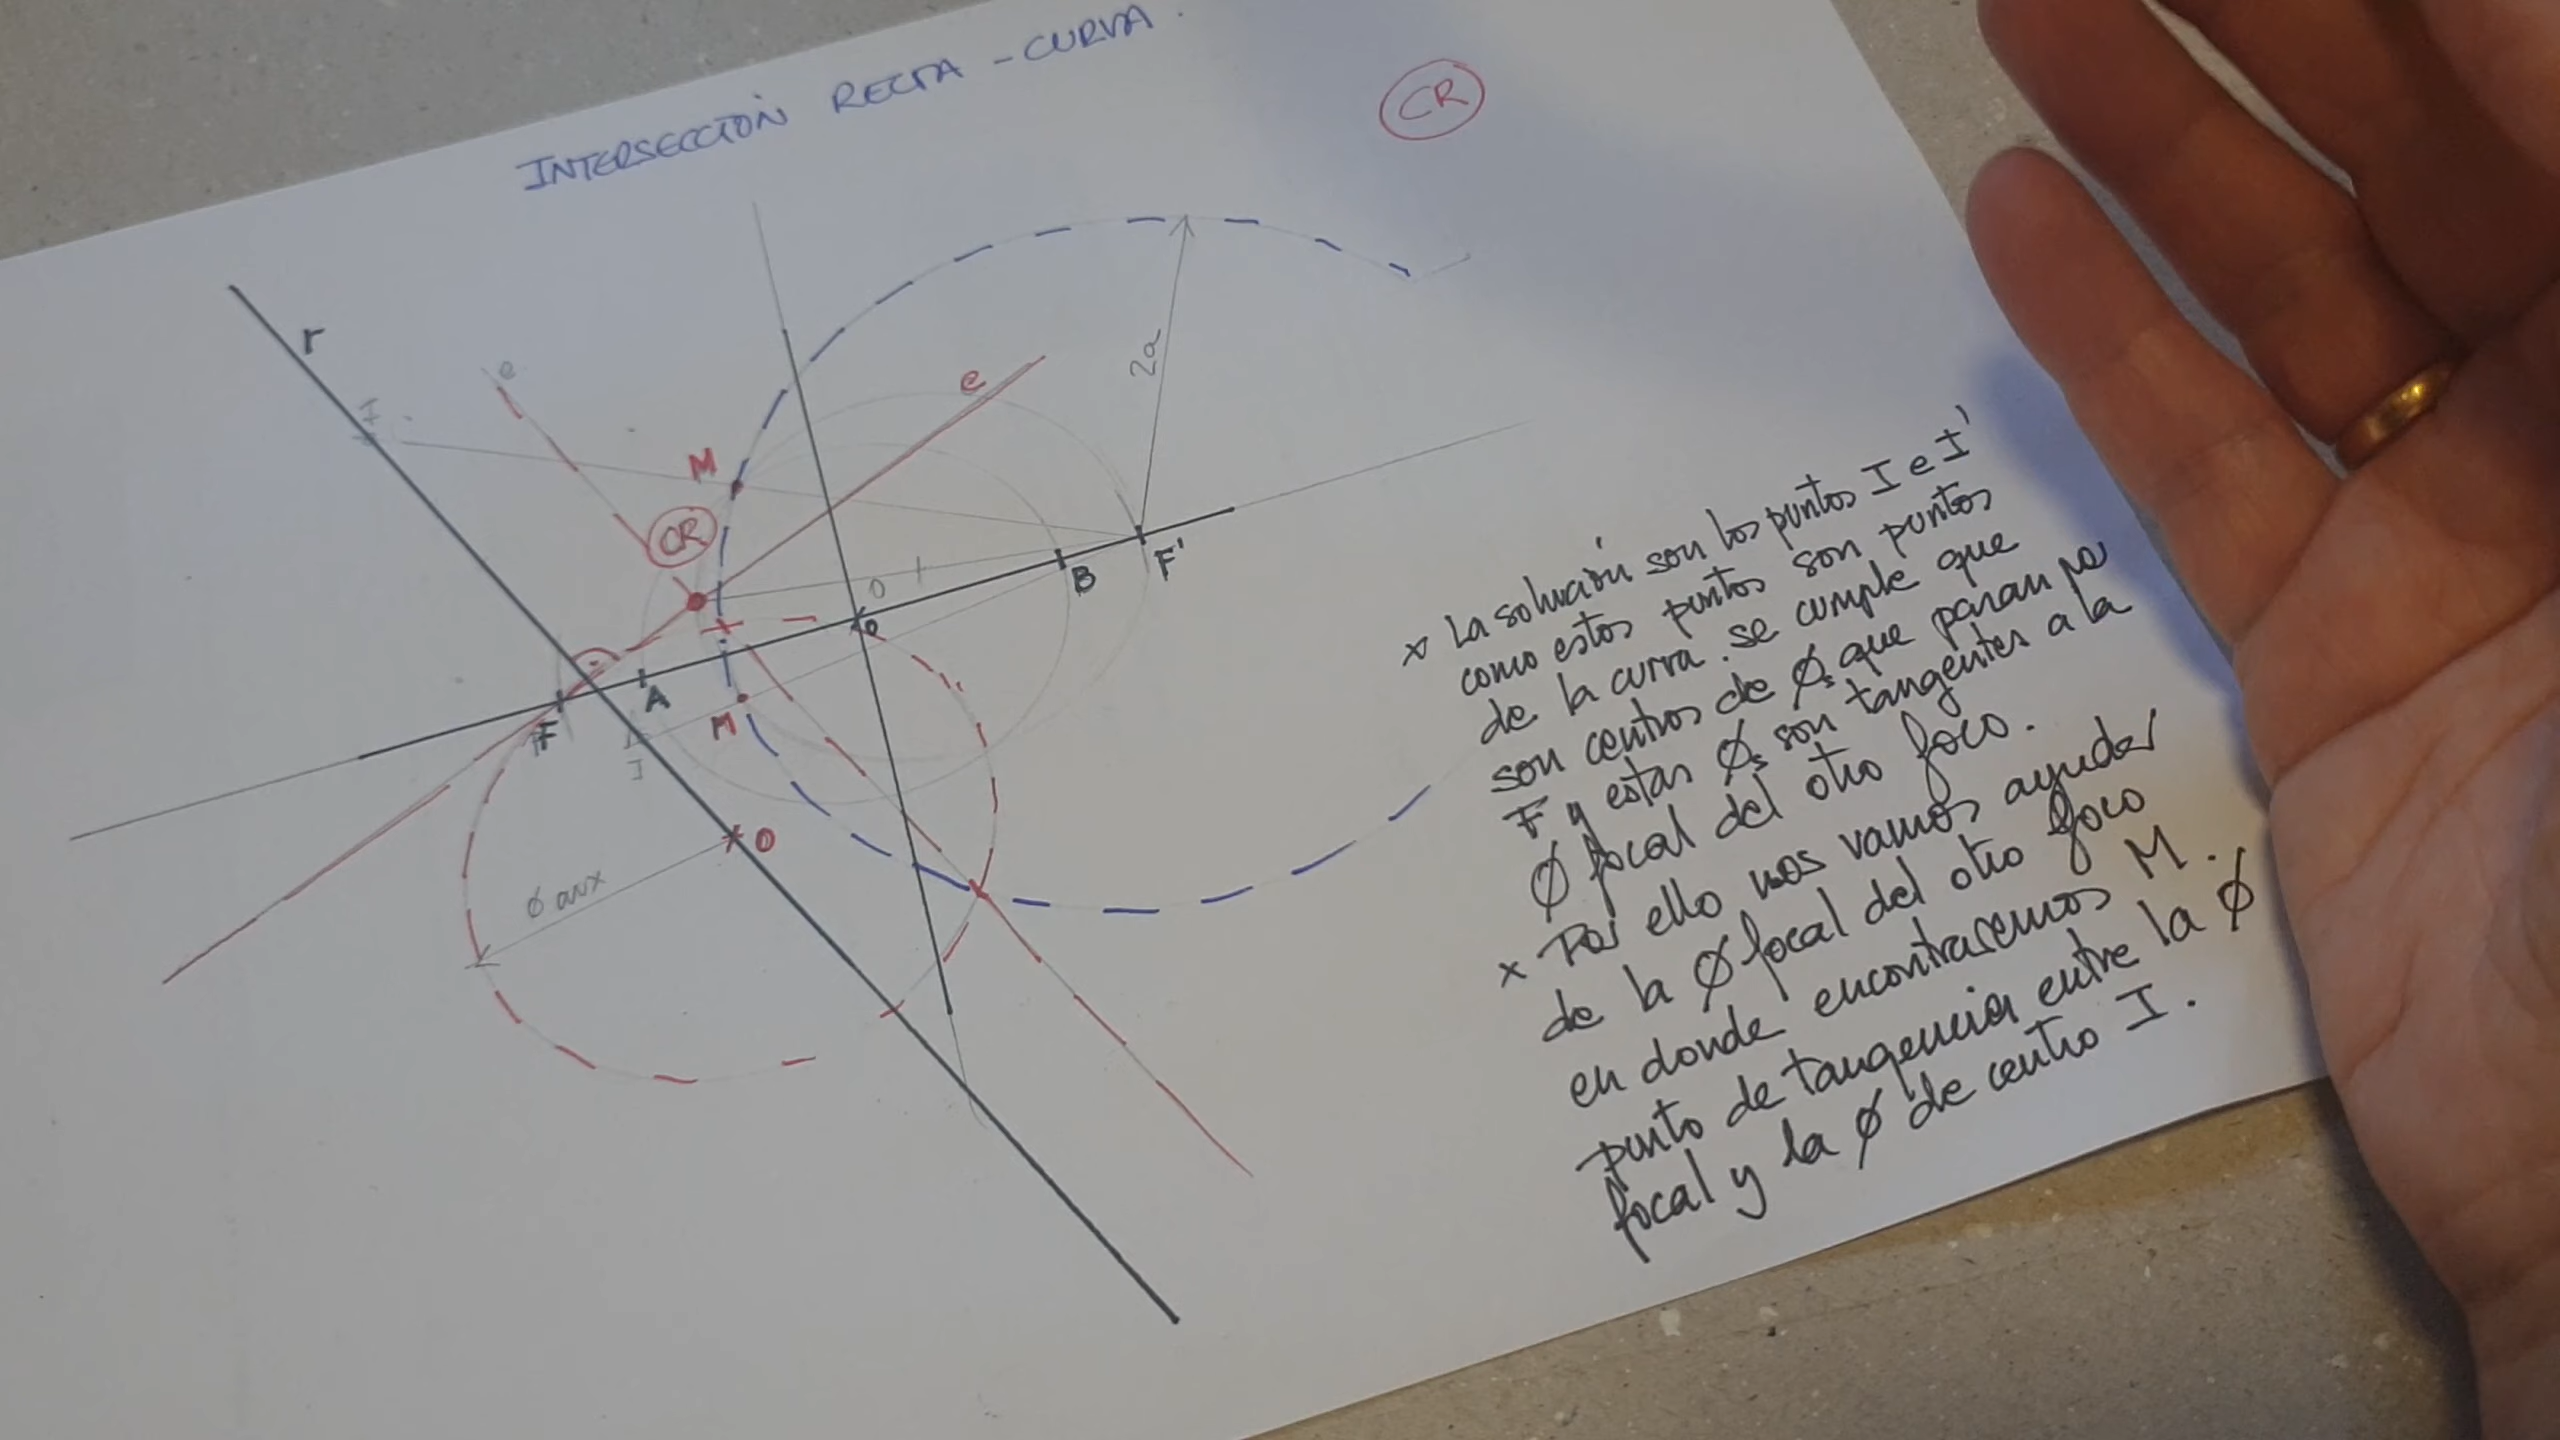 INTERSECCIÓN RECTA - CURVA.
CR
r
e
e
2a
I
M
CR
O
B
F'
o
A
F
M
I
O
ϕ aux
x La solución son los puntos I e I'
como estos puntos son puntos
de la curva. se cumple que
son centros de ϕs que pasan por
F y estas ϕs son tangentes a la
ϕ focal del otro foco.
x Por ello nos vamos ayudar
de la ϕ focal del otro foco
en donde encontraremos M.
punto de tangencia entre la ϕ
focal y la ϕ de centro I.